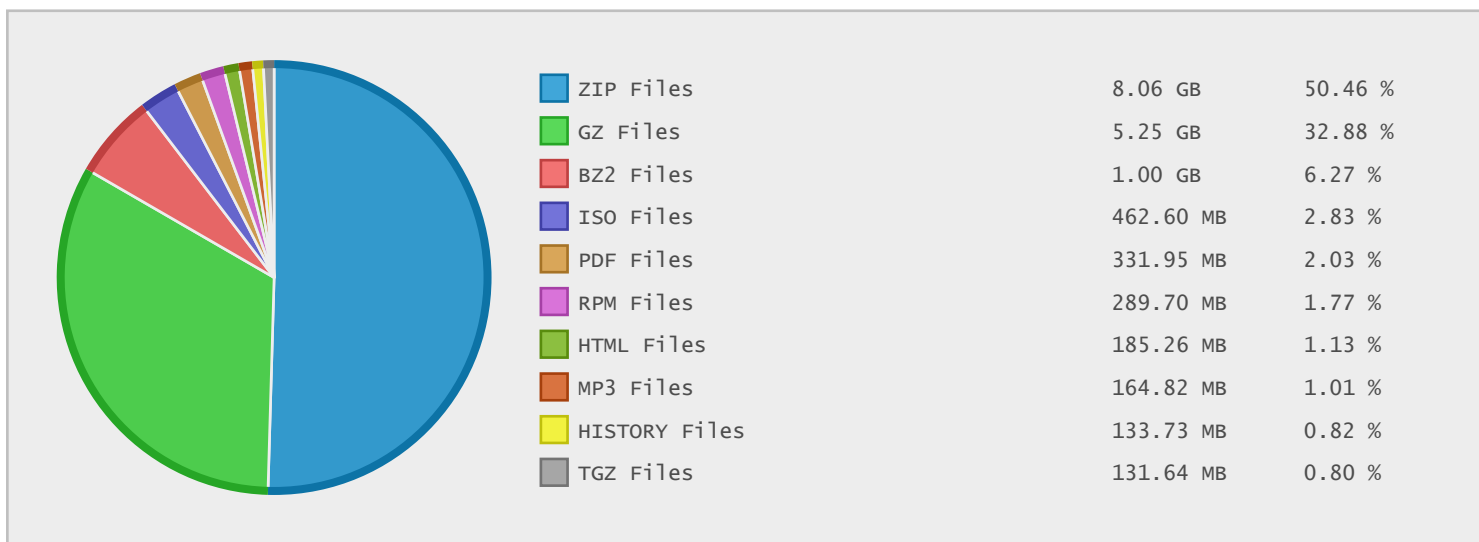 ZIP Files 8.06 GB 50.46 %
GZ Files 5.25 GB 32.88 %
BZ2 Files 1.00 GB 6.27 %
ISO Files 462.60 MB 2.83 %
PDF Files 331.95 MB 2.03 %
RPM Files 289.70 MB 1.77 %
HTML Files 185.26 MB 1.13 %
MP3 Files 164.82 MB 1.01 %
HISTORY Files 133.73 MB 0.82 %
TGZ Files 131.64 MB 0.80 %